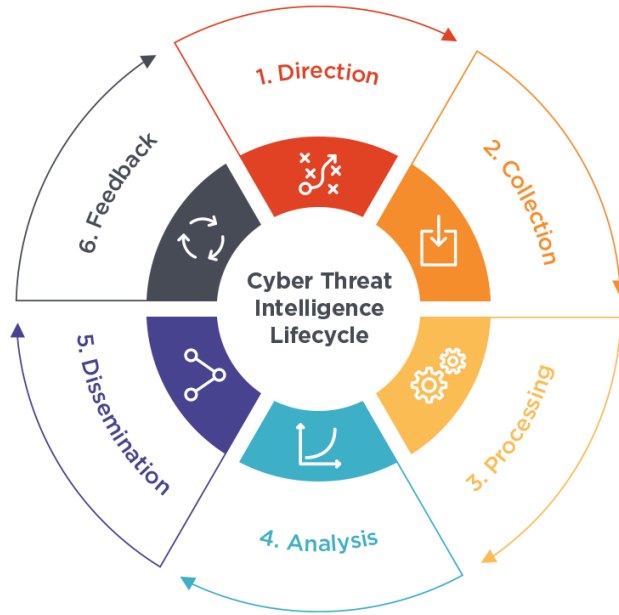 1. Direction
2. Collection
3. Processing
4. Analysis
5. Dissemination
6. Feedback
Cyber Threat
Intelligence
Lifecycle